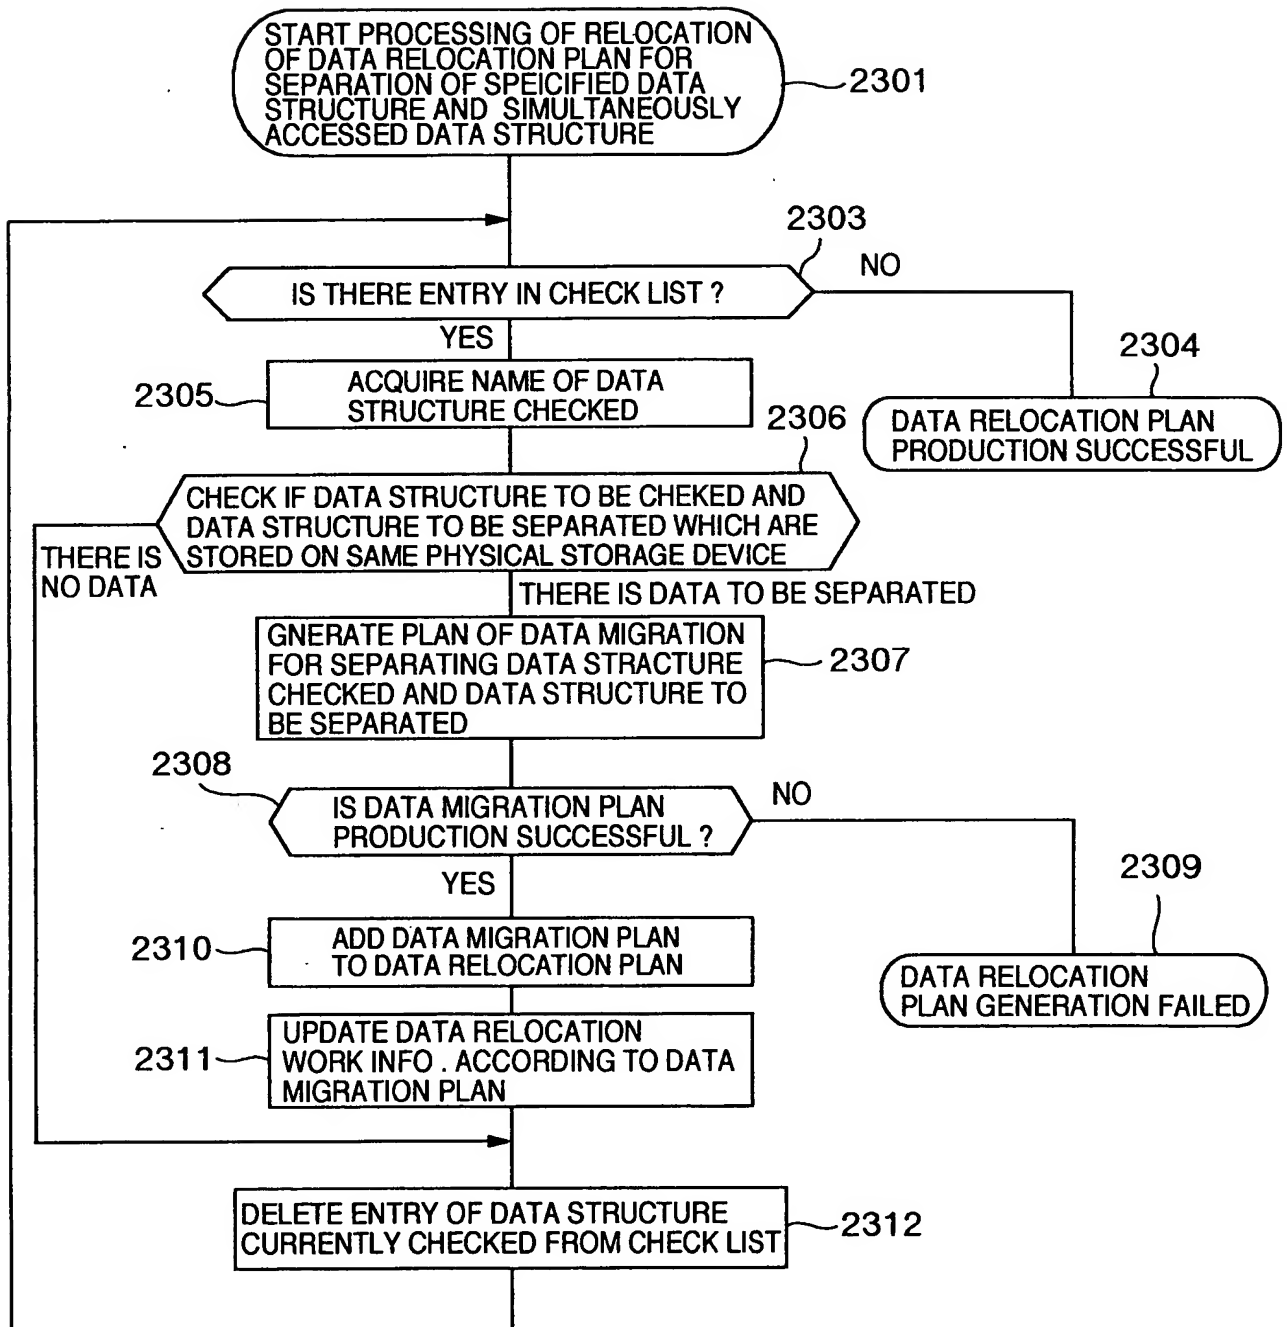 START PROCESSING OF RELOCATION
OF DATA RELOCATION PLAN FOR
SEPARATION OF SPEICIFIED DATA
STRUCTURE AND SIMULTANEOUSLY
ACCESSED DATA STRUCTURE
2301
2303
IS THERE ENTRY IN CHECK LIST ?
NO
YES
2304
DATA RELOCATION PLAN
PRODUCTION SUCCESSFUL
2305
ACQUIRE NAME OF DATA
STRUCTURE CHECKED
2306
CHECK IF DATA STRUCTURE TO BE CHEKED AND
DATA STRUCTURE TO BE SEPARATED WHICH ARE
STORED ON SAME PHYSICAL STORAGE DEVICE
THERE IS
NO DATA
THERE IS DATA TO BE SEPARATED
GNERATE PLAN OF DATA MIGRATION
FOR SEPARATING DATA STRACTURE
CHECKED AND DATA STRUCTURE TO
BE SEPARATED
2307
2308
IS DATA MIGRATION PLAN
PRODUCTION SUCCESSFUL ?
NO
YES
2309
DATA RELOCATION
PLAN GENERATION FAILED
2310
ADD DATA MIGRATION PLAN
TO DATA RELOCATION PLAN
2311
UPDATE DATA RELOCATION
WORK INFO . ACCORDING TO DATA
MIGRATION PLAN
DELETE ENTRY OF DATA STRUCTURE
CURRENTLY CHECKED FROM CHECK LIST
2312